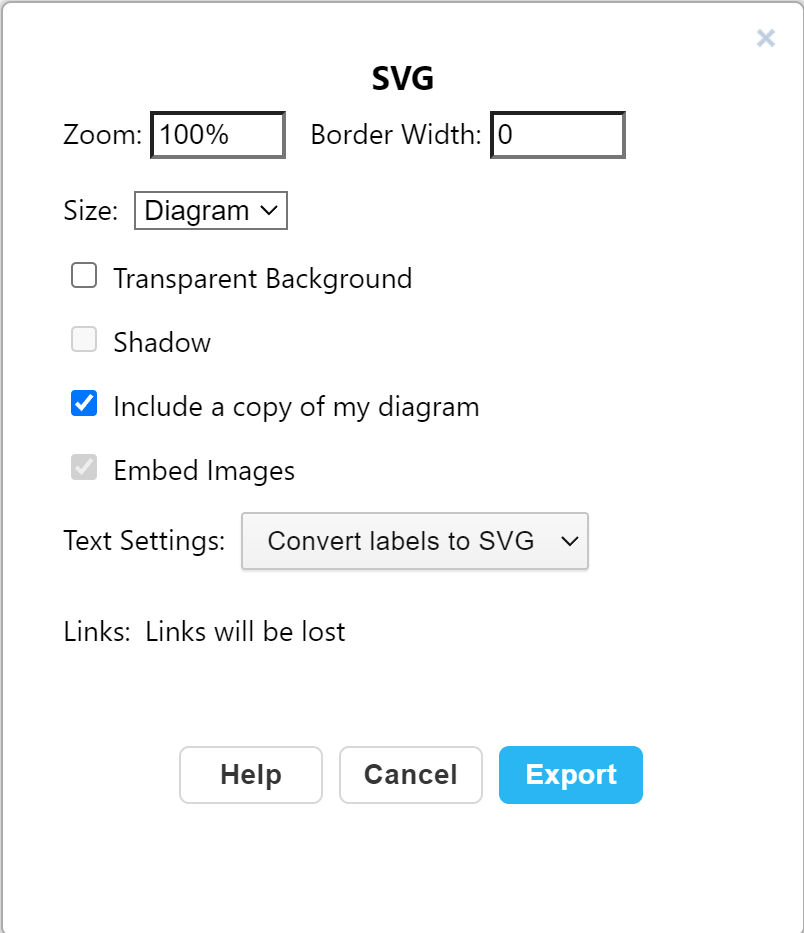 SVG
Zoom: 100% Border Width: 0
Size: Diagram
Transparent Background
Shadow
Include a copy of my diagram
Embed Images
Text Settings: Convert labels to SVG
Links: Links will be lost
Help Cancel Export